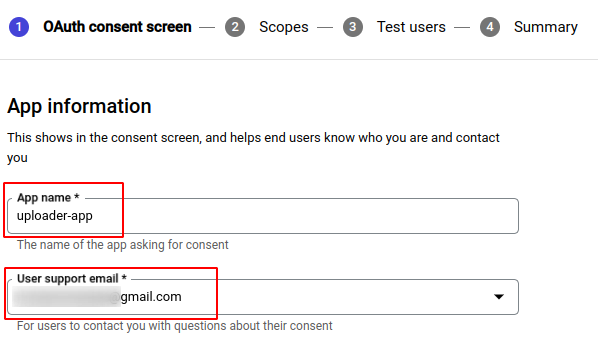 1 OAuth consent screen — 2 Scopes — 3 Test users — 4 Summary
App information
This shows in the consent screen, and helps end users know who you are and contact
you
App name *
uploader-app
The name of the app asking for consent
User support email *
@gmail.com
For users to contact you with questions about their consent